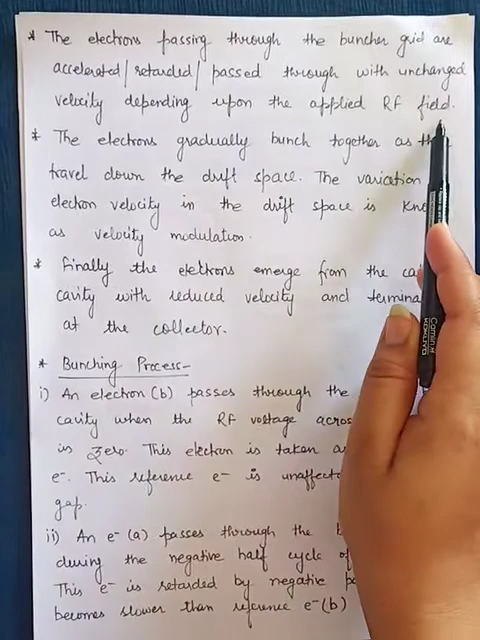 * The electrons passing through the buncher grid are
accelerated/retarded/passed through with unchanged
velocity depending upon the applied RF field.
* The electrons gradually bunch together as
travel down the drift space. The variation
electron velocity in the drift space is
as velocity modulation.
* Finally the electrons emerge from the
cavity with reduced velocity and
at the collector.
* Bunching Process-
i) An electron (b) passes through the
cavity when the RF voltage
is zero. This electron is taken
e⁻. This reference e⁻ is
gap.
ii) An e⁻ (a) passes through the
during the negative half cycle
This e⁻ is retarded by negative
becomes slower than reference e⁻(b)
KOKUYO